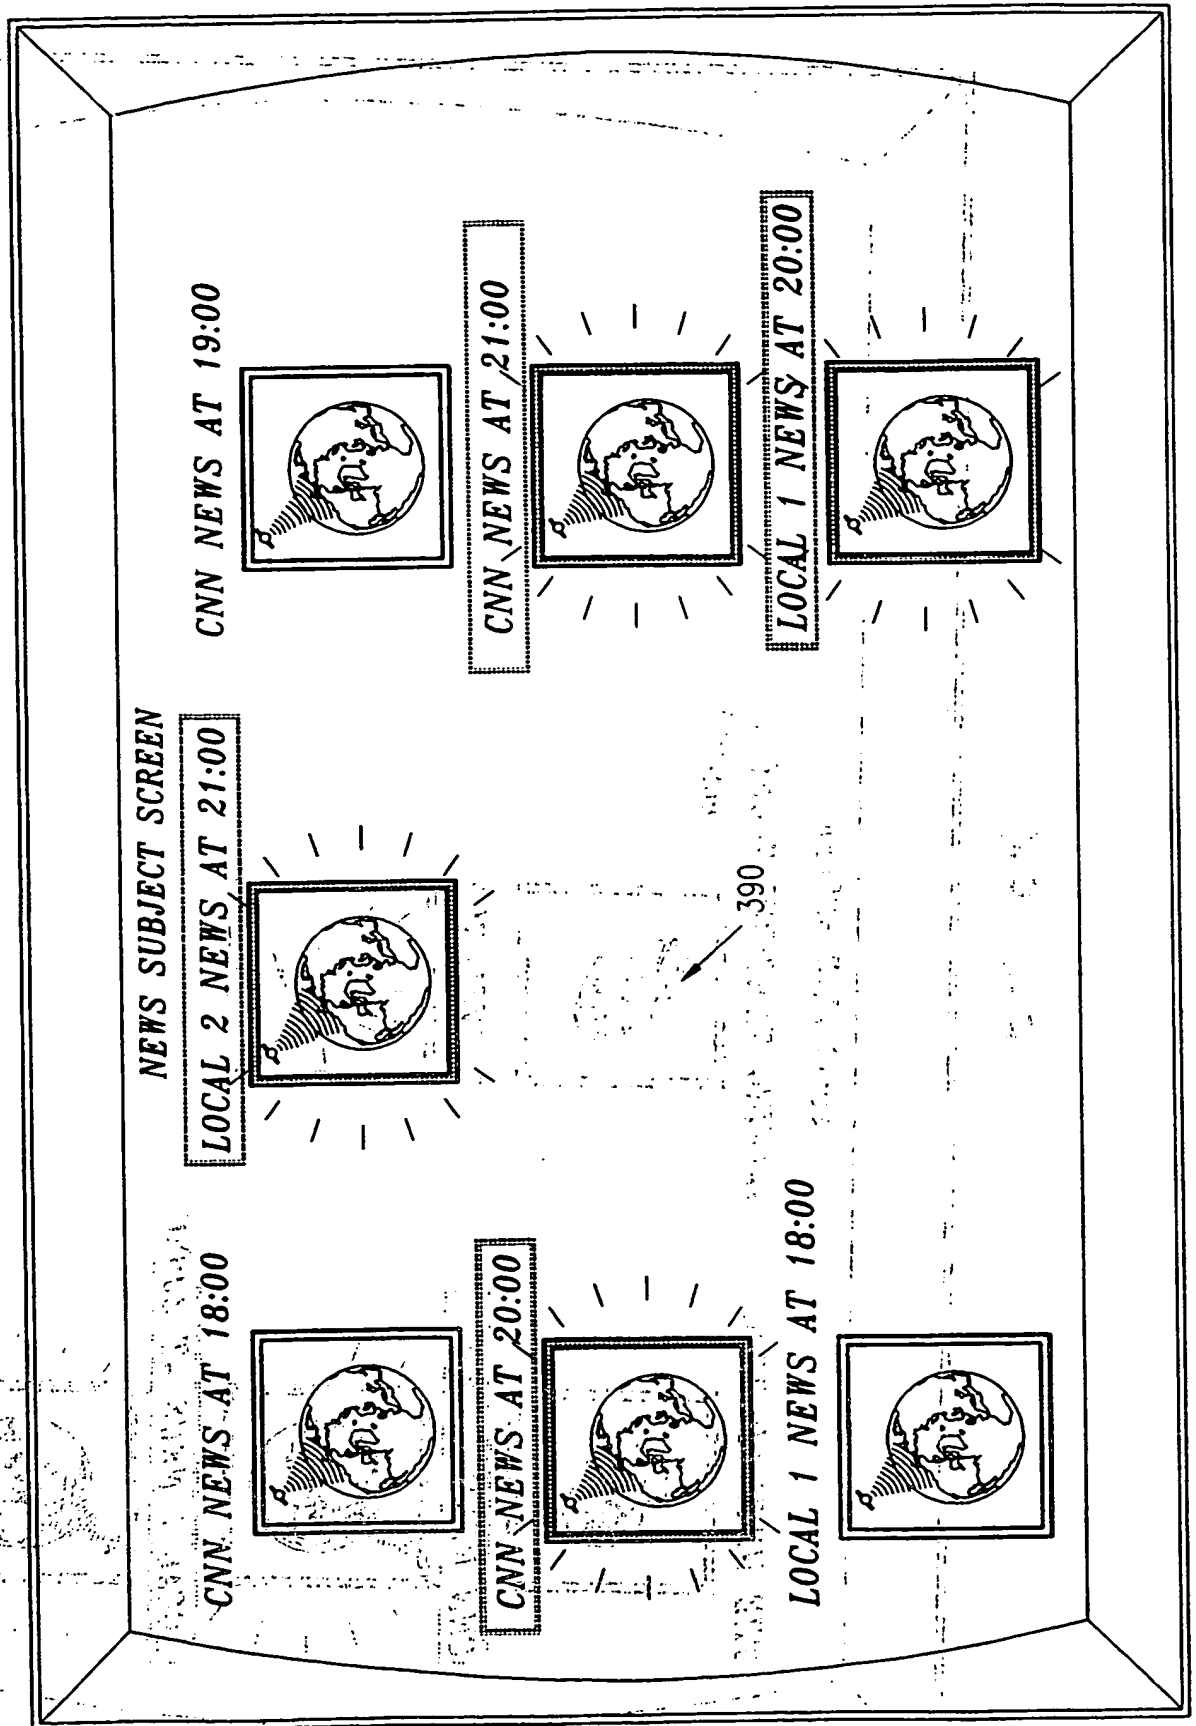 NEWS SUBJECT SCREEN
CNN NEWS AT 18:00
LOCAL 2 NEWS AT 21:00
CNN NEWS AT 19:00
CNN NEWS AT 20:00
CNN NEWS AT 21:00
390
LOCAL 1 NEWS AT 18:00
LOCAL 1 NEWS AT 20:00